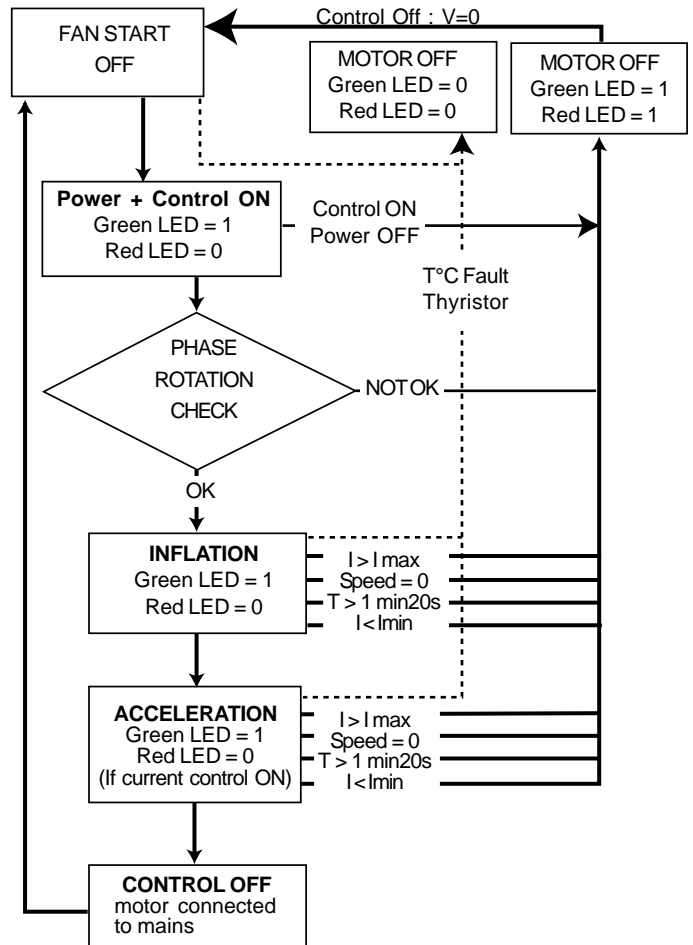 Control Off : V=0
FAN START
OFF
MOTOR OFF
Green LED = 0
Red LED = 0
MOTOR OFF
Green LED = 1
Red LED = 1
Power + Control ON
Green LED = 1
Red LED = 0
Control ON
Power OFF
T°C Fault
Thyristor
PHASE
ROTATION
CHECK
NOT OK
OK
INFLATION
Green LED = 1
Red LED = 0
I > I max
Speed = 0
T > 1 min20s
I < Imin
ACCELERATION
Green LED = 1
Red LED = 0
(If current control ON)
I > I max
Speed = 0
T > 1 min20s
I < Imin
CONTROL OFF
motor connected
to mains